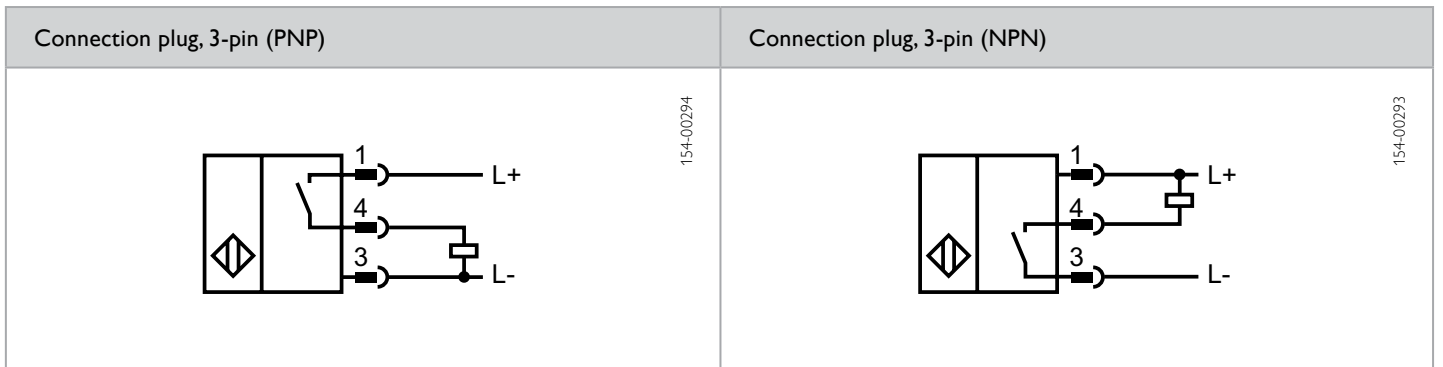 Connection plug, 3-pin (PNP)
Connection plug, 3-pin (NPN)
154-00294
1
L+
4
3
L-
154-00293
1
L+
4
3
L-